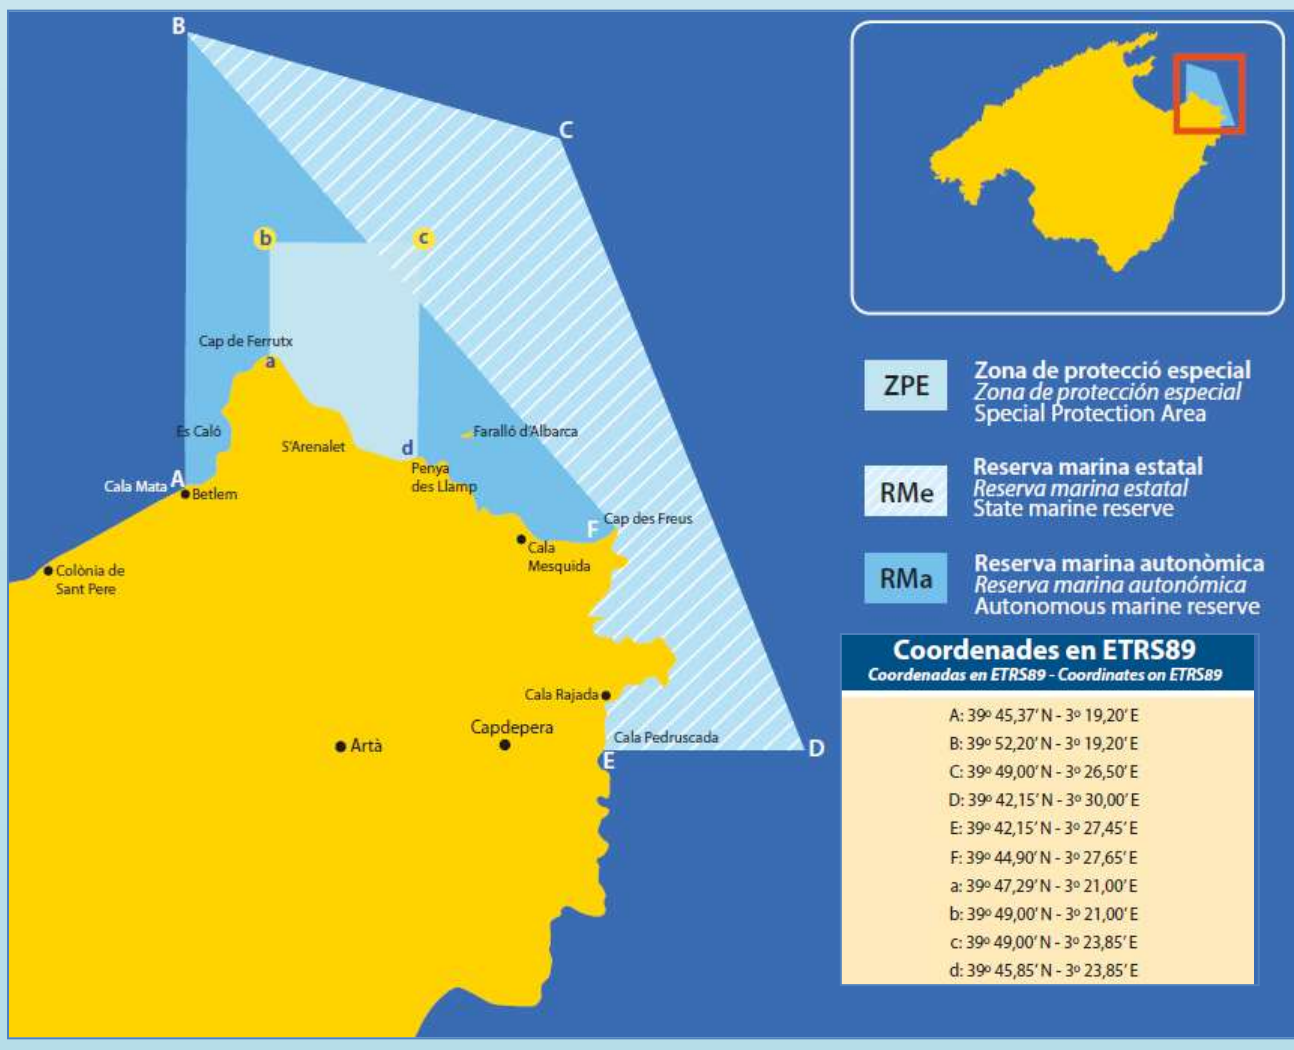 B
C
b
c
Cap de Ferrutx
a
Es Caló
S'Arenalet
d
Faralló d'Albarca
Penya
des Llamp
Cala Mata
A
Betlem
F
Cap des Freus
Cala
Mesquida
Colònia de
Sant Pere
Cala Rajada
Capdepera
Cala Pedruscada
Artà
E
D
ZPE
Zona de protecció especial
Zona de protección especial
Special Protection Area
RMe
Reserva marina estatal
Reserva marina estatal
State marine reserve
RMa
Reserva marina autonòmica
Reserva marina autonómica
Autonomous marine reserve
Coordenades en ETRS89
Coordenadas en ETRS89 - Coordinates on ETRS89
A: 39º 45,37' N - 3º 19,20' E
B: 39º 52,20' N - 3º 19,20' E
C: 39º 49,00' N - 3º 26,50' E
D: 39º 42,15' N - 3º 30,00' E
E: 39º 42,15' N - 3º 27,45' E
F: 39º 44,90' N - 3º 27,65' E
a: 39º 47,29' N - 3º 21,00' E
b: 39º 49,00' N - 3º 21,00' E
c: 39º 49,00' N - 3º 23,85' E
d: 39º 45,85' N - 3º 23,85' E